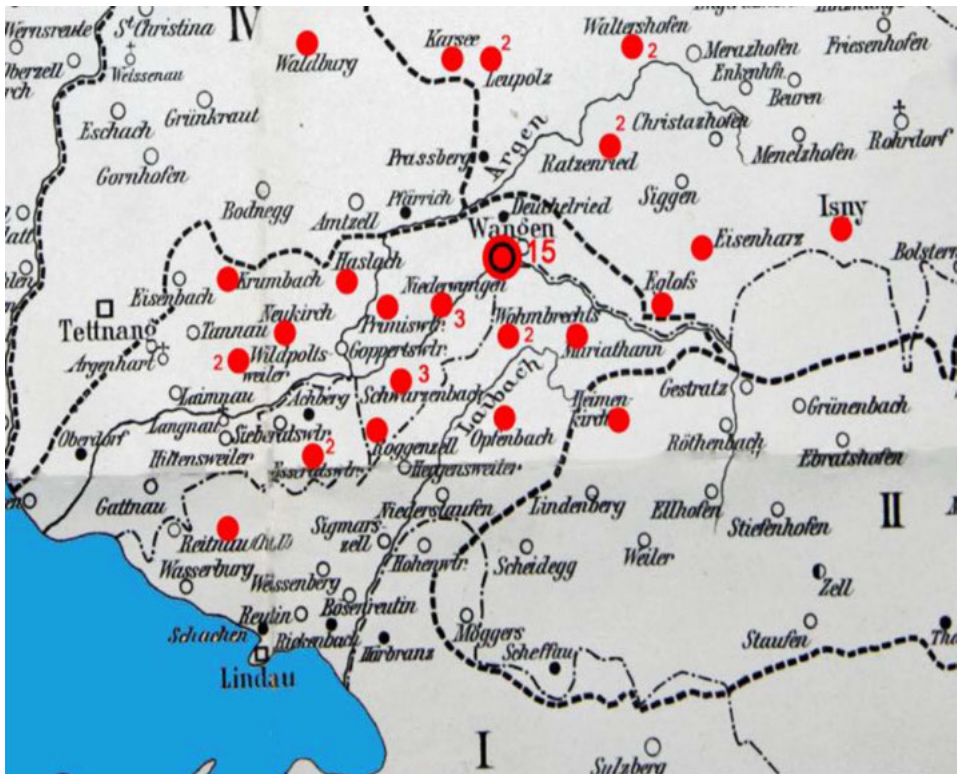 St Christina
IV
Wernsreute
Oberzell
Weissenau
Waldburg
Karsee
2
Leupolz
Waltershofen
2
Merazhofen
Friesenhofen
Enkenhfn.
Beuren
Eschach
Grünkraut
Gornhofen
Prassberg
Argen
2
Ratzenried
Christazhofen
Menelzhofen
Rohrdorf
Siggen
Bodnegg
Amtzell
Pfärrich
Deuchelried
Wangen
15
Eisenharz
Isny
Bolstern
Eisenbach
Krumbach
Haslach
Niederwangen
Eglofs
Tettnang
Tannau
Neukirch
Primiswlr.
3
Wohmbrechts
2
Mariathann
Argenhart
2
Wildpolts-
weiler
Goppertswlr.
Schwarzenbach
3
Laibach
Gestratz
Laimnau
Achberg
Heimen-
kirch
Grünenbach
Oberdorf
Langnau
Sieberatswlr.
Roggenzell
Opfenbach
Röthenbach
Hiltensweiler
Esseratswlr.
2
Heggensweiler
Ebratshofen
Gattnau
Niederstaufen
Lindenberg
Ellhofen
Stiefenhofen
II
Reitnau
Sigmars-
zell
Hohenwlr.
Scheidegg
Weiler
Wasserburg
Weissenberg
Zell
Reutin
Bösenreutin
Schachen
Rickenbach
Hörbranz
Möggers
Scheffau
Staufen
Lindau
I
Sulzberg